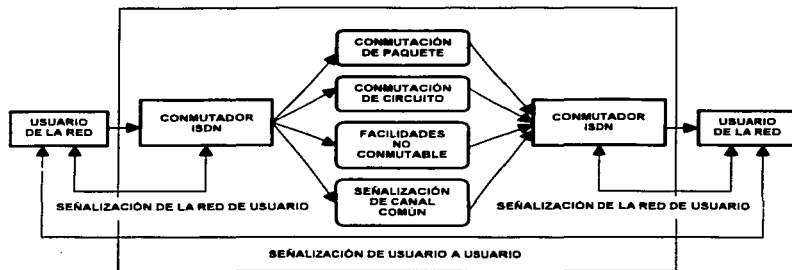 CONMUTACIÓN
DE PAQUETE
CONMUTACIÓN
DE CIRCUITO
USUARIO
DE LA RED
CONMUTADOR
ISDN
FACILIDADES
NO
CONMUTABLE
CONMUTADOR
ISDN
USUARIO
DE LA RED
SEÑALIZACIÓN
DE CANAL
COMÚN
SEÑALIZACIÓN DE LA RED DE USUARIO
SEÑALIZACIÓN DE LA RED DE USUARIO
SEÑALIZACIÓN DE USUARIO A USUARIO